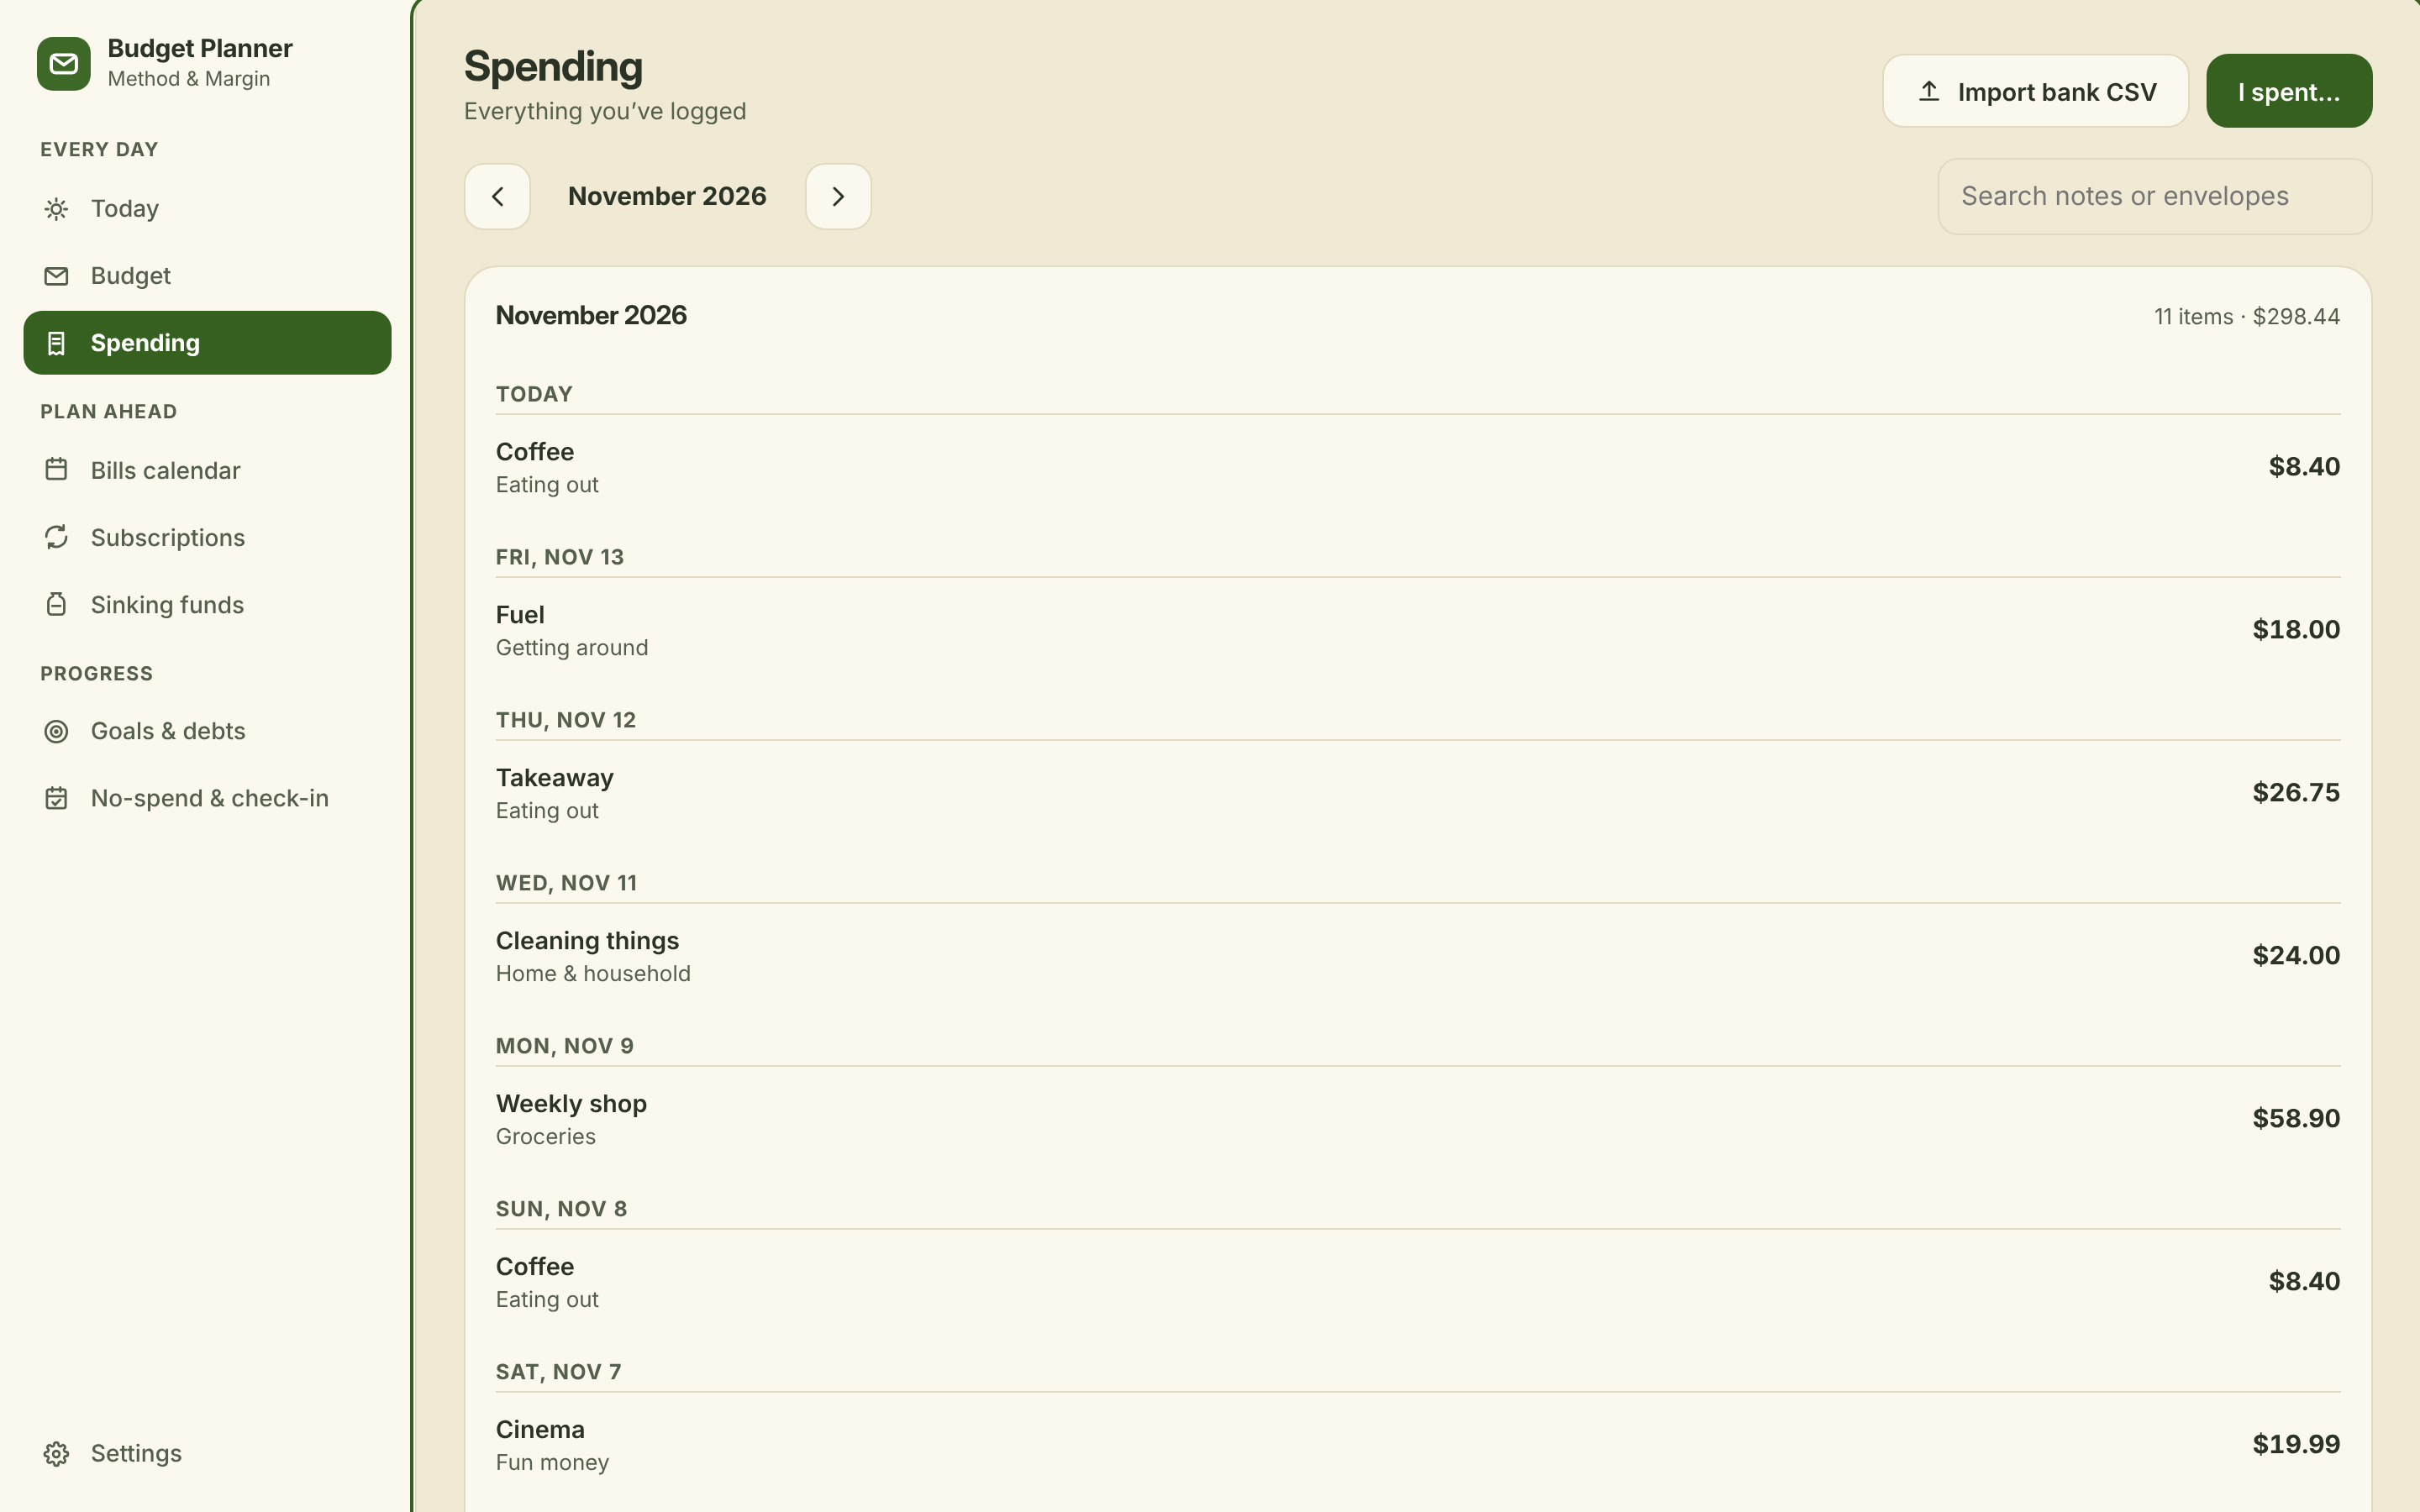 Budget Planner
Method & Margin
EVERY DAY
Today
Budget
Spending
PLAN AHEAD
Bills calendar
Subscriptions
Sinking funds
PROGRESS
Goals & debts
No-spend & check-in
Settings
Spending
Everything you’ve logged
Import bank CSV
I spent…
November 2026
Search notes or envelopes
November 2026
11 items · $298.44
TODAY
Coffee
Eating out
$8.40
FRI, NOV 13
Fuel
Getting around
$18.00
THU, NOV 12
Takeaway
Eating out
$26.75
WED, NOV 11
Cleaning things
Home & household
$24.00
MON, NOV 9
Weekly shop
Groceries
$58.90
SUN, NOV 8
Coffee
Eating out
$8.40
SAT, NOV 7
Cinema
Fun money
$19.99